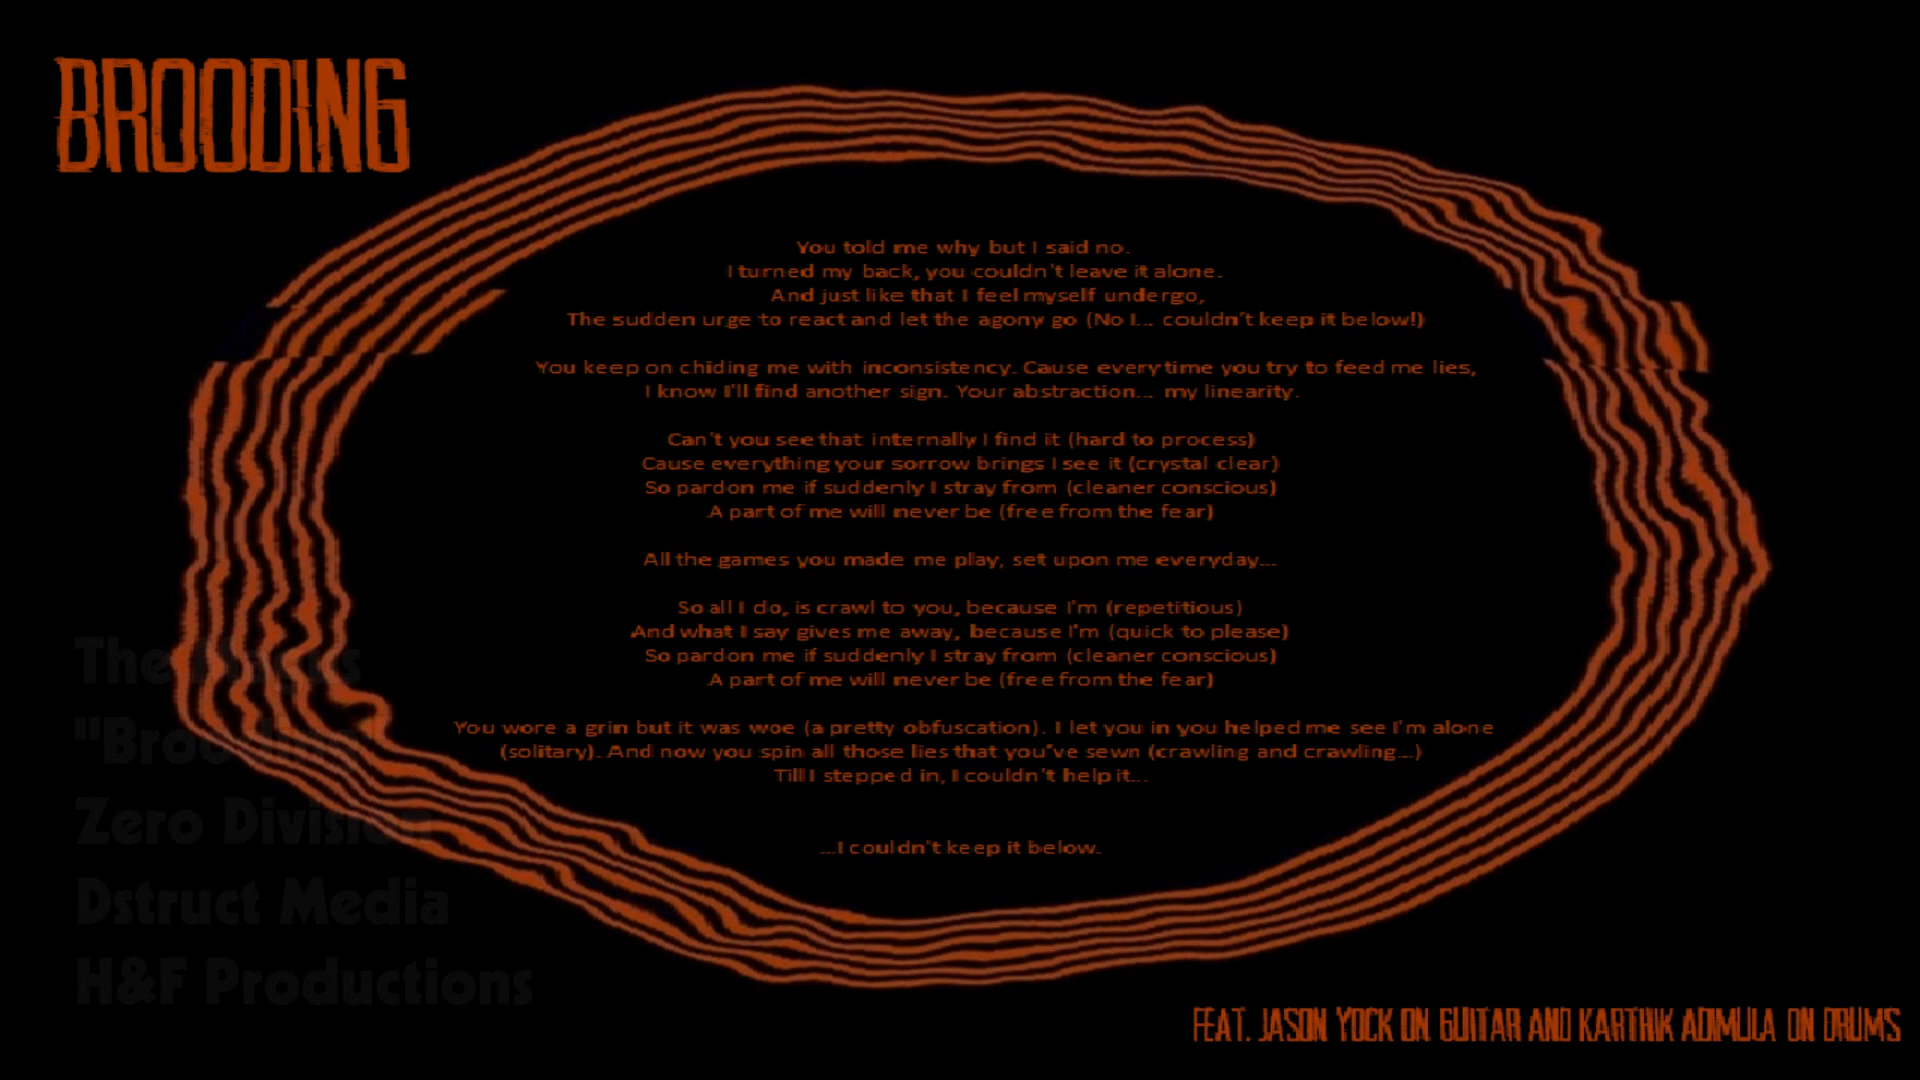 BROODING
You told me why but I said no.
I turned my back, you couldn't leave it alone.
And just like that I feel myself undergo,
The sudden urge to react and let the agony go (No I... couldn't keep it below!)
You keep on chiding me with inconsistency. Cause everytime you try to feed me lies,
I know I'll find another sign. Your abstraction... my linearity.
Can't you see that internally I find it (hard to process)
Cause everything your sorrow brings I see it (crystal clear)
So pardon me if suddenly I stray from (cleaner conscious)
A part of me will never be (free from the fear)
All the games you made me play, set upon me everyday...
So all I do, is crawl to you, because I'm (repetitious)
And what I say gives me away, because I'm (quick to please)
So pardon me if suddenly I stray from (cleaner conscious)
A part of me will never be (free from the fear)
You wore a grin but it was woe (a pretty obfuscation). I let you in you helped me see I'm alone
(solitary). And now you spin all those lies that you've sewn (crawling and crawling...)
Till I stepped in, I couldn't help it...
...I couldn't keep it below.
The
"Brooding"
Zero Division
Dstruct Media
H&F Productions
FEAT. JASON YOCK ON GUITAR AND KARTHIK ADIMULA ON DRUMS